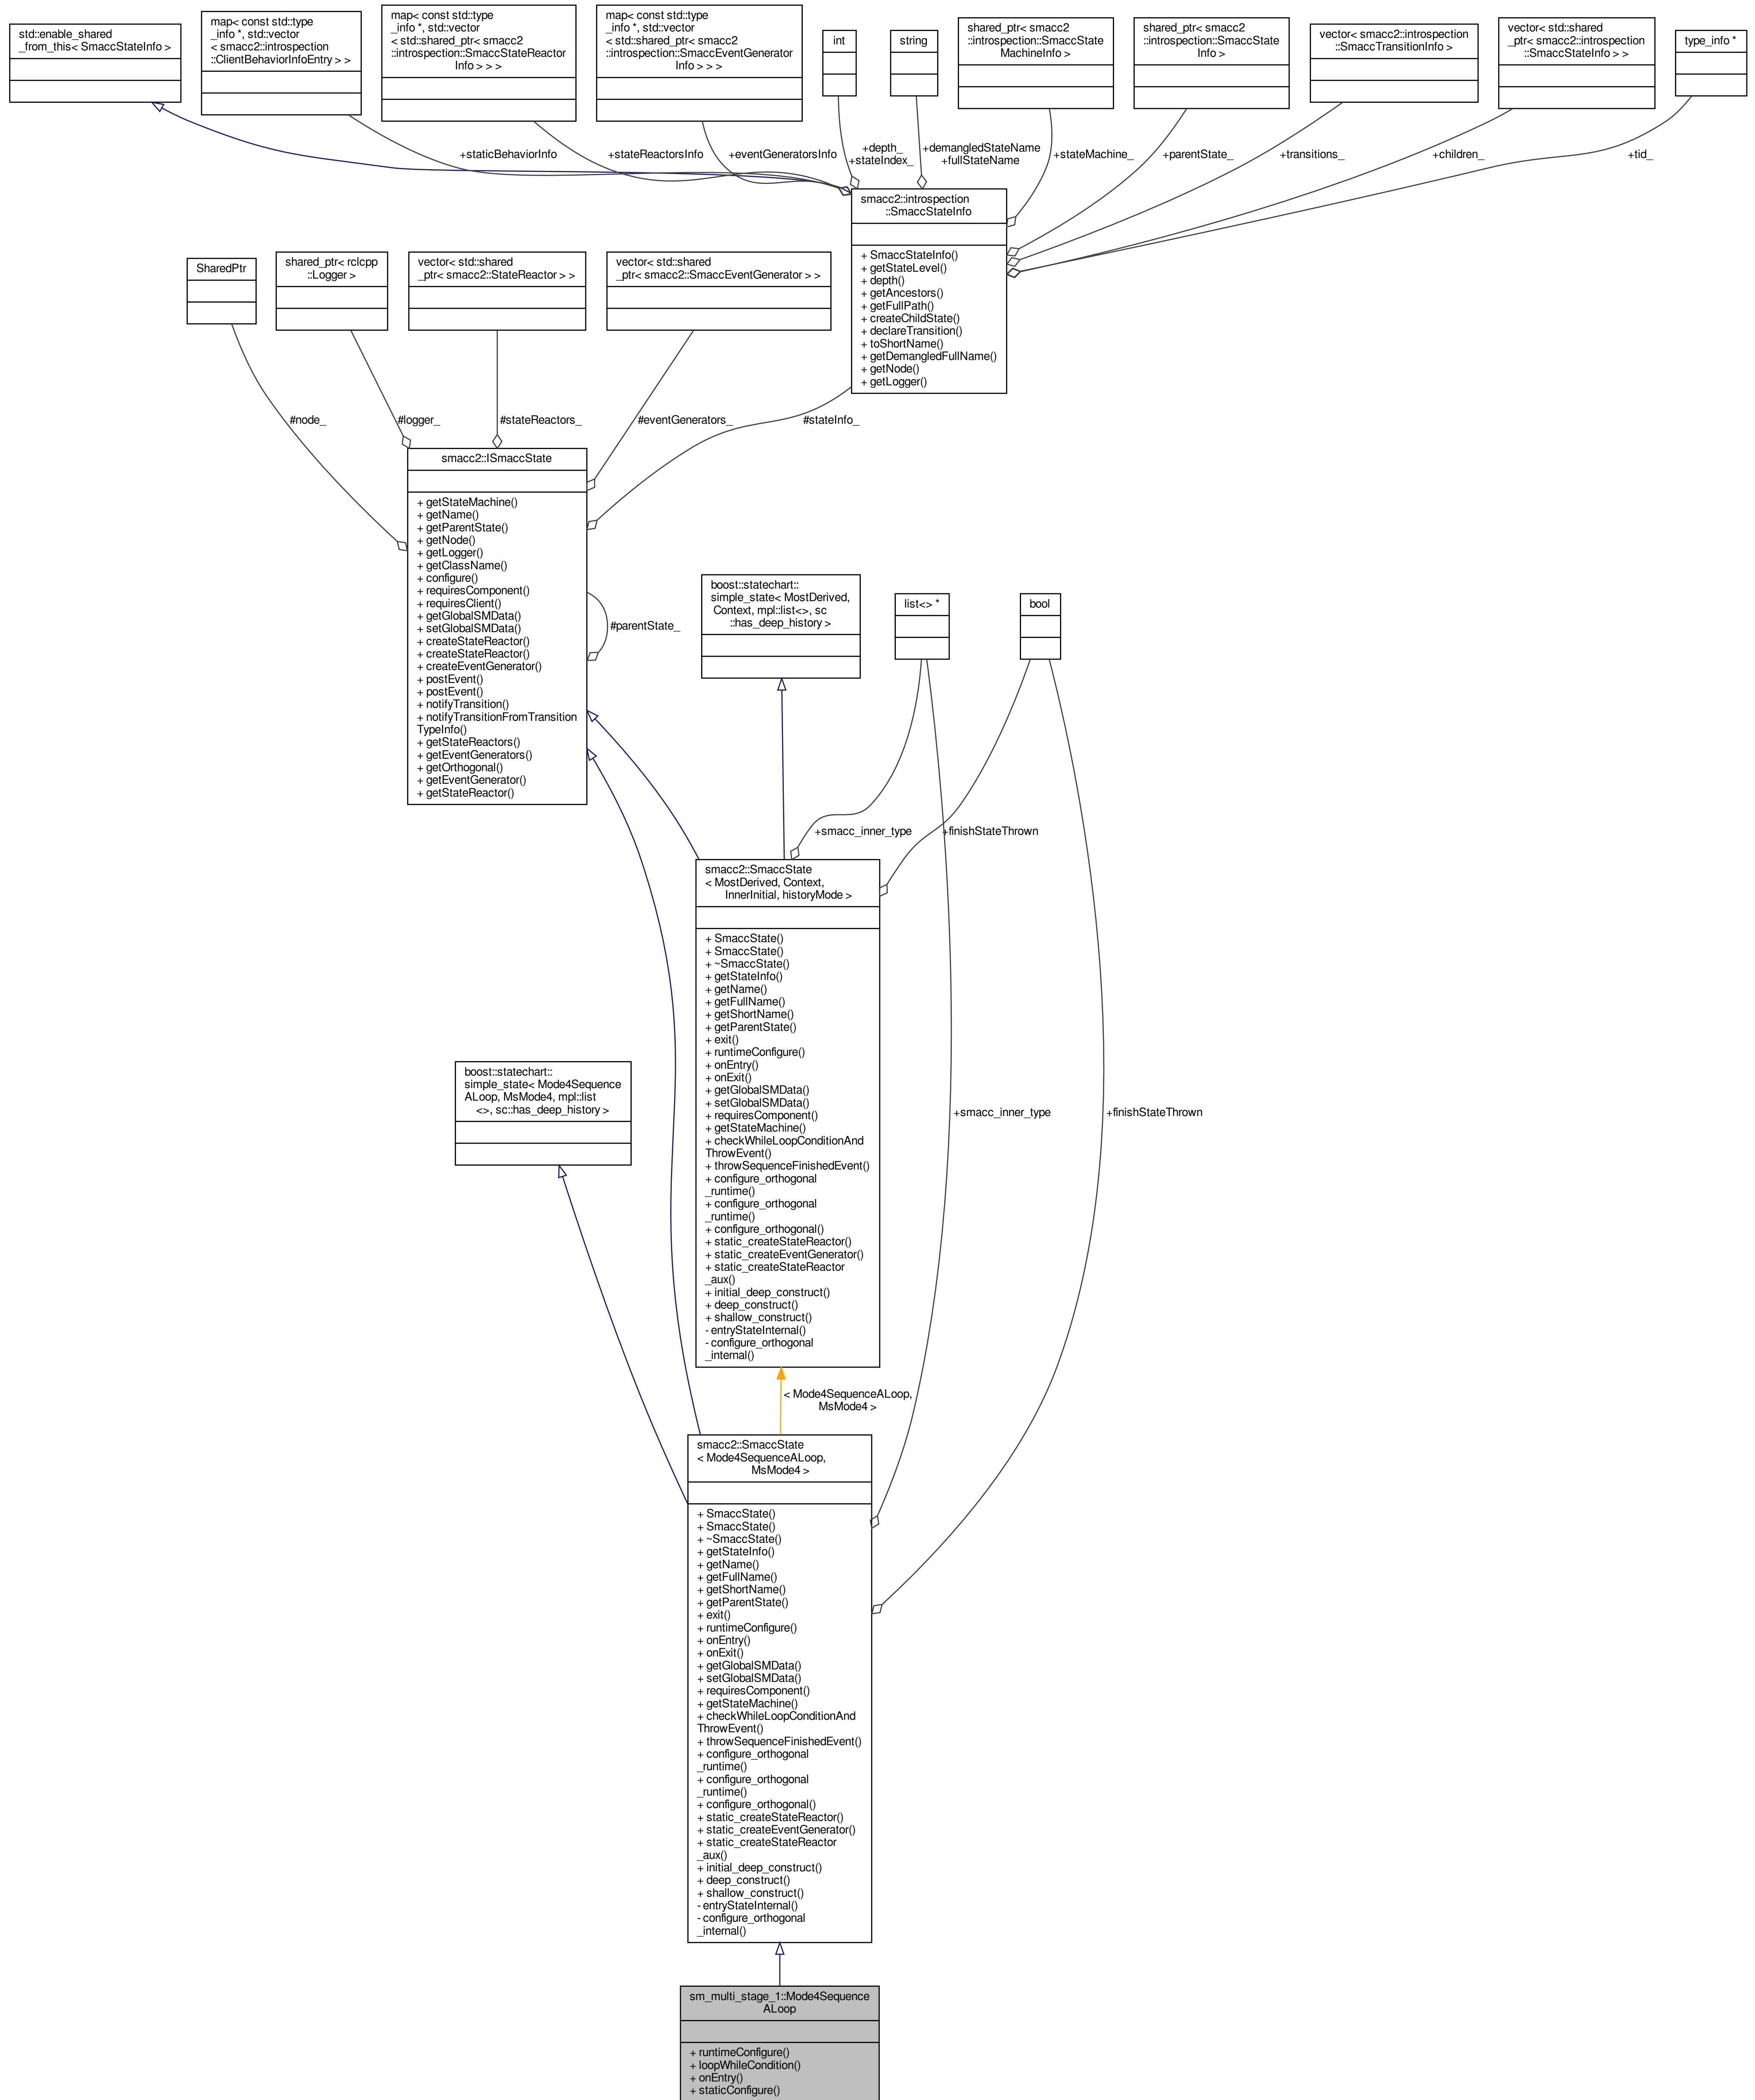 std::enable_shared
_from_this< SmaccStateInfo >
map< const std::type
_info *, std::vector
< smacc2::introspection
::ClientBehaviorInfoEntry > >
map< const std::type
_info *, std::vector
< std::shared_ptr< smacc2
::introspection::SmaccStateReactor
Info > > >
map< const std::type
_info *, std::vector
< std::shared_ptr< smacc2
::introspection::SmaccEventGenerator
Info > > >
int
string
shared_ptr< smacc2
::introspection::SmaccState
MachineInfo >
shared_ptr< smacc2
::introspection::SmaccState
Info >
vector< smacc2::introspection
::SmaccTransitionInfo >
vector< std::shared
_ptr< smacc2::introspection
::SmaccStateInfo > >
type_info *
+staticBehaviorInfo
+stateReactorsInfo
+eventGeneratorsInfo
+depth_
+stateIndex_
+demangledStateName
+fullStateName
+stateMachine_
+parentState_
+transitions_
+children_
+tid_
smacc2::introspection
::SmaccStateInfo
+ SmaccStateInfo()
+ getStateLevel()
+ depth()
+ getAncestors()
+ getFullPath()
+ createChildState()
+ declareTransition()
+ toShortName()
+ getDemangledFullName()
+ getNode()
+ getLogger()
SharedPtr
shared_ptr< rclcpp
::Logger >
vector< std::shared
_ptr< smacc2::StateReactor > >
vector< std::shared
_ptr< smacc2::SmaccEventGenerator > >
#node_
#logger_
#stateReactors_
#eventGenerators_
#stateInfo_
smacc2::ISmaccState
+ getStateMachine()
+ getName()
+ getParentState()
+ getNode()
+ getLogger()
+ getClassName()
+ configure()
+ requiresComponent()
+ requiresClient()
+ getGlobalSMData()
+ setGlobalSMData()
+ createStateReactor()
+ createStateReactor()
+ createEventGenerator()
+ postEvent()
+ postEvent()
+ notifyTransition()
+ notifyTransitionFromTransition
TypeInfo()
+ getStateReactors()
+ getEventGenerators()
+ getOrthogonal()
+ getEventGenerator()
+ getStateReactor()
#parentState_
boost::statechart::
simple_state< MostDerived,
Context, mpl::list<>, sc
::has_deep_history >
list<> *
bool
+smacc_inner_type
+finishStateThrown
smacc2::SmaccState
< MostDerived, Context,
InnerInitial, historyMode >
+ SmaccState()
+ SmaccState()
+ ~SmaccState()
+ getStateInfo()
+ getName()
+ getFullName()
+ getShortName()
+ getParentState()
+ exit()
+ runtimeConfigure()
+ onEntry()
+ onExit()
+ getGlobalSMData()
+ setGlobalSMData()
+ requiresComponent()
+ getStateMachine()
+ checkWhileLoopConditionAnd
ThrowEvent()
+ throwSequenceFinishedEvent()
+ configure_orthogonal
_runtime()
+ configure_orthogonal
_runtime()
+ configure_orthogonal()
+ static_createStateReactor()
+ static_createEventGenerator()
+ static_createStateReactor
_aux()
+ initial_deep_construct()
+ deep_construct()
+ shallow_construct()
- entryStateInternal()
- configure_orthogonal
_internal()
boost::statechart::
simple_state< Mode4Sequence
ALoop, MsMode4, mpl::list
<>, sc::has_deep_history >
+smacc_inner_type
+finishStateThrown
< Mode4SequenceALoop,
MsMode4 >
smacc2::SmaccState
< Mode4SequenceALoop,
MsMode4 >
+ SmaccState()
+ SmaccState()
+ ~SmaccState()
+ getStateInfo()
+ getName()
+ getFullName()
+ getShortName()
+ getParentState()
+ exit()
+ runtimeConfigure()
+ onEntry()
+ onExit()
+ getGlobalSMData()
+ setGlobalSMData()
+ requiresComponent()
+ getStateMachine()
+ checkWhileLoopConditionAnd
ThrowEvent()
+ throwSequenceFinishedEvent()
+ configure_orthogonal
_runtime()
+ configure_orthogonal
_runtime()
+ configure_orthogonal()
+ static_createStateReactor()
+ static_createEventGenerator()
+ static_createStateReactor
_aux()
+ initial_deep_construct()
+ deep_construct()
+ shallow_construct()
- entryStateInternal()
- configure_orthogonal
_internal()
sm_multi_stage_1::Mode4Sequence
ALoop
+ runtimeConfigure()
+ loopWhileCondition()
+ onEntry()
+ staticConfigure()